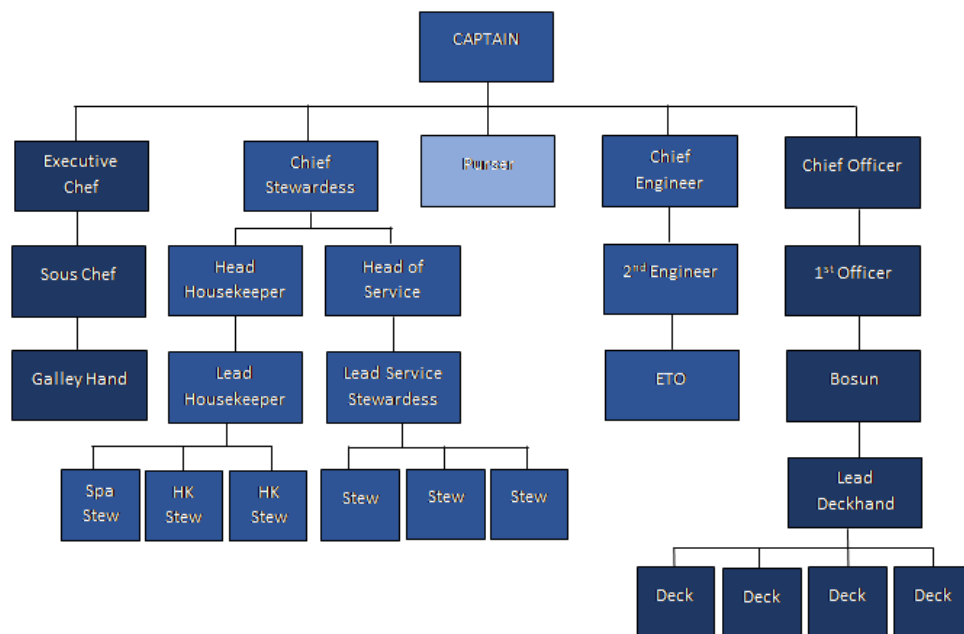 CAPTAIN
Executive
Chef
Chief
Stewardess
Purser
Chief
Engineer
Chief Officer
Sous Chef
Head
Housekeeper
Head of
Service
2nd Engineer
1st Officer
Galley Hand
Lead
Housekeeper
Lead Service
Stewardess
ETO
Bosun
Spa
Stew
HK
Stew
HK
Stew
Stew
Stew
Stew
Lead
Deckhand
Deck
Deck
Deck
Deck